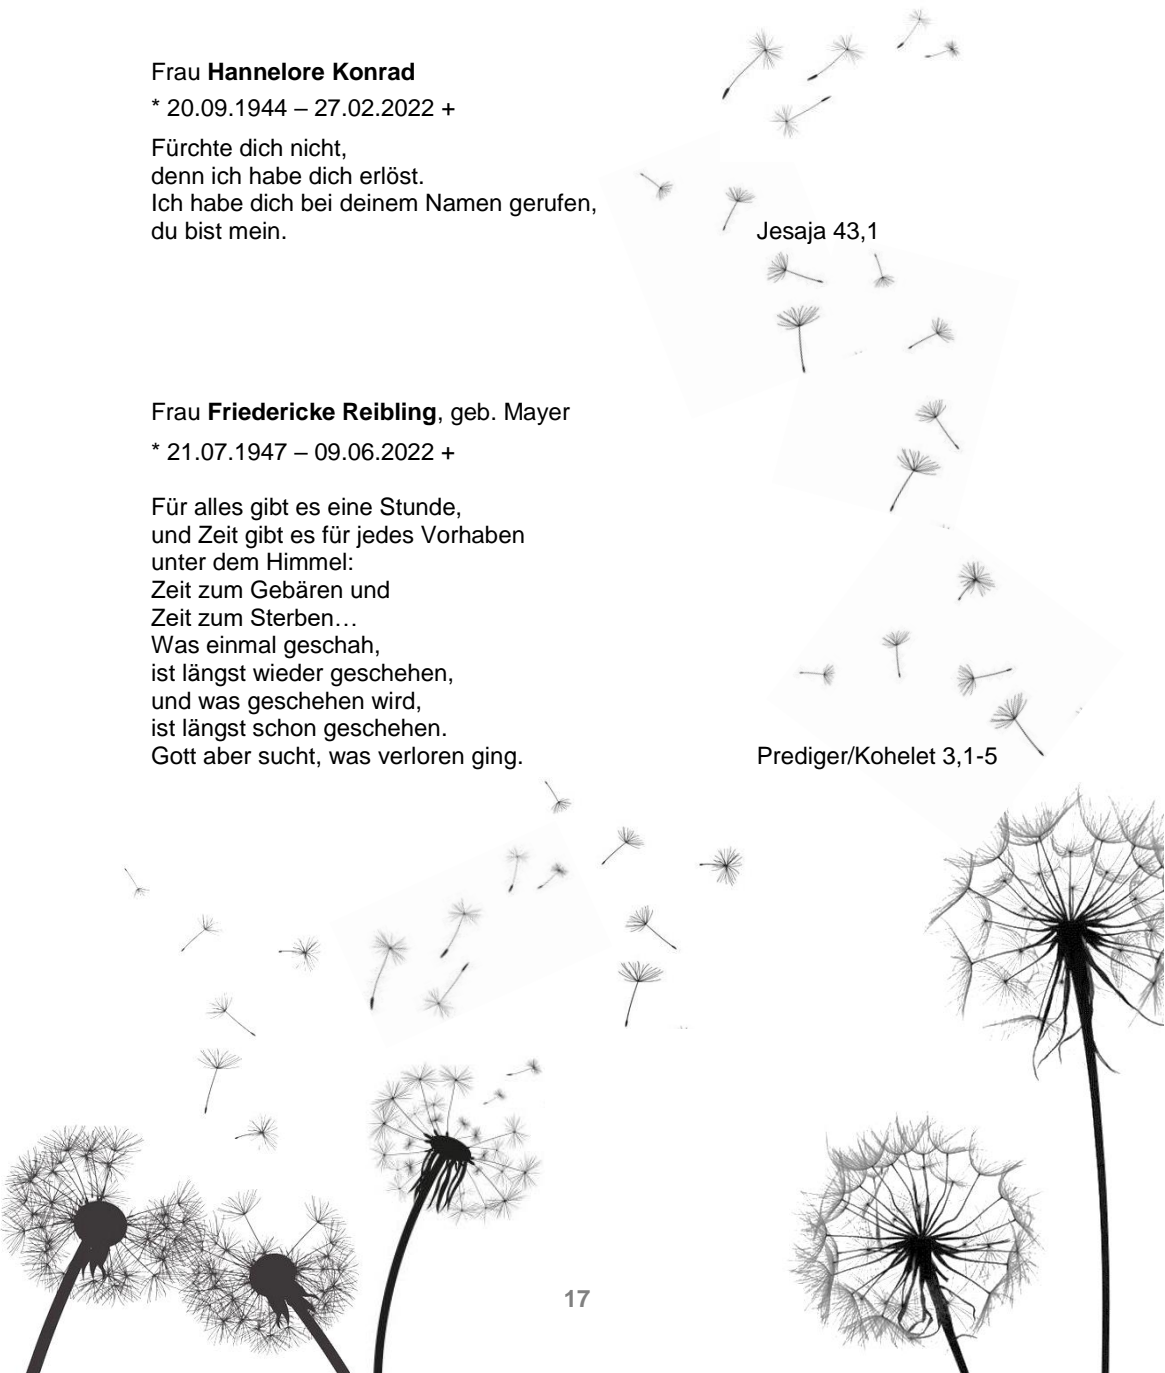 Frau Hannelore Konrad
* 20.09.1944 – 27.02.2022 +
Fürchte dich nicht,
denn ich habe dich erlöst.
Ich habe dich bei deinem Namen gerufen,
du bist mein. Jesaja 43,1
Frau Friedericke Reibling, geb. Mayer
* 21.07.1947 – 09.06.2022 +
Für alles gibt es eine Stunde,
und Zeit gibt es für jedes Vorhaben
unter dem Himmel:
Zeit zum Gebären und
Zeit zum Sterben…
Was einmal geschah,
ist längst wieder geschehen,
und was geschehen wird,
ist längst schon geschehen.
Gott aber sucht, was verloren ging. Prediger/Kohelet 3,1-5
17